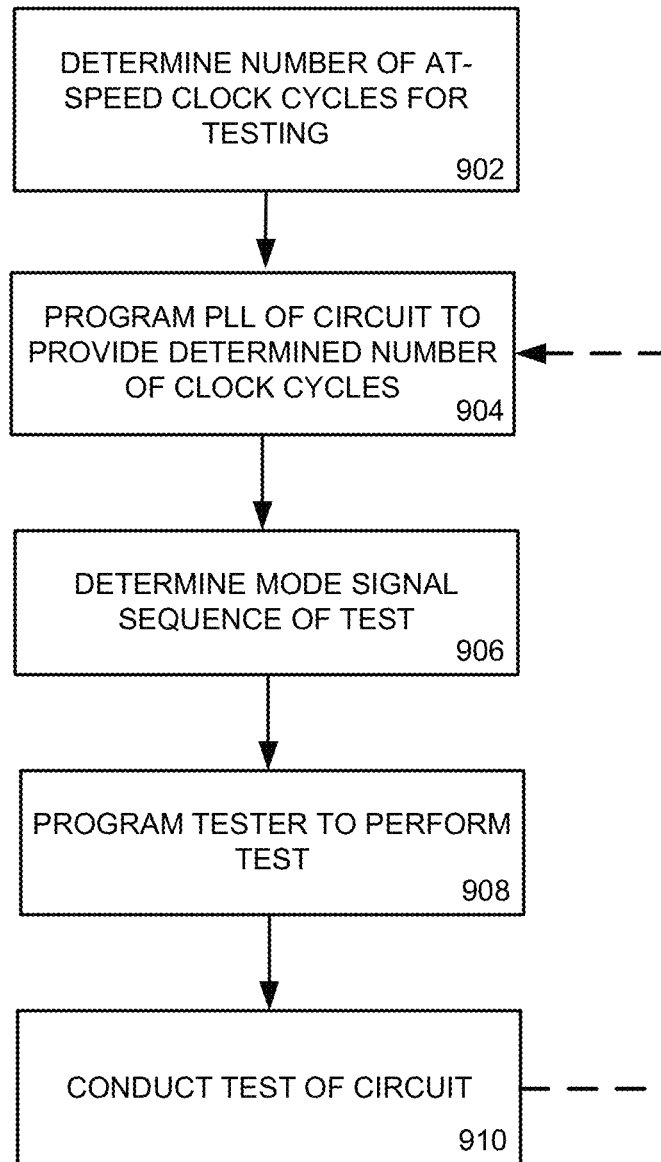 DETERMINE NUMBER OF AT-
SPEED CLOCK CYCLES FOR
TESTING
902
PROGRAM PLL OF CIRCUIT TO
PROVIDE DETERMINED NUMBER
OF CLOCK CYCLES
904
DETERMINE MODE SIGNAL
SEQUENCE OF TEST
906
PROGRAM TESTER TO PERFORM
TEST
908
CONDUCT TEST OF CIRCUIT
910